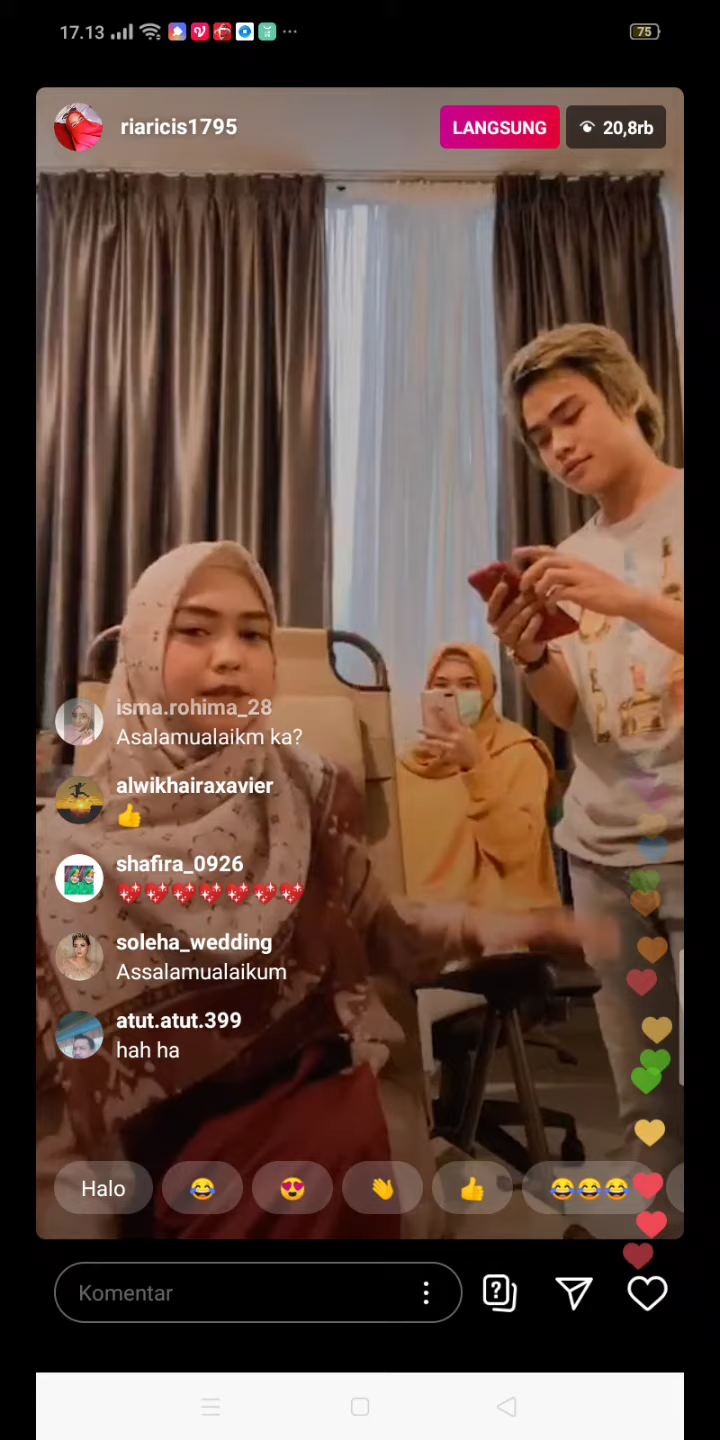 17.13
75
riaricis1795
LANGSUNG
20,8rb
isma.rohima_28
Asalamualaikm ka?
alwikhairaxavier
👍
shafira_0926
💖💖💖💖💖💖💖
soleha_wedding
Assalamualaikum
atut.atut.399
hah ha
Halo 😂 😍 👋 👍 😂😂😂
Komentar